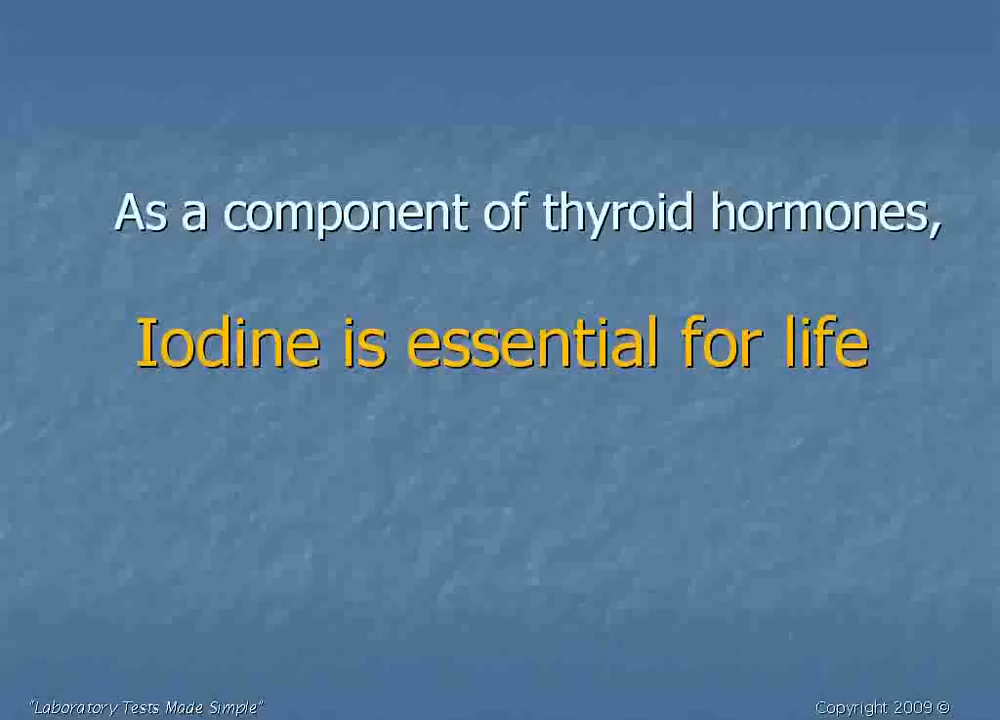 As a component of thyroid hormones,
Iodine is essential for life
"Laboratory Tests Made Simple"
Copyright 2009 ©